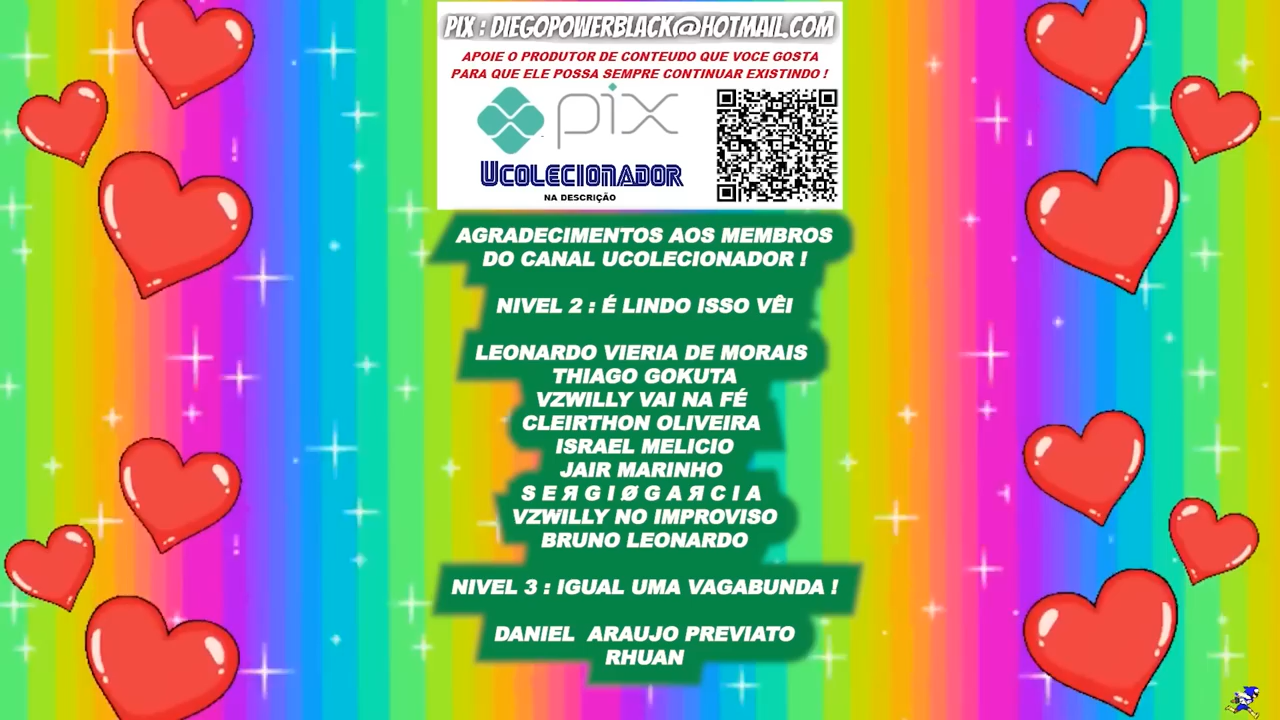 PIX : DIEGOPOWERBLACK@HOTMAIL.COM
APOIE O PRODUTOR DE CONTEUDO QUE VOCE GOSTA
PARA QUE ELE POSSA SEMPRE CONTINUAR EXISTINDO !
pix
UCOLECIONADOR
NA DESCRIÇÃO
AGRADECIMENTOS AOS MEMBROS
DO CANAL UCOLECIONADOR !
NIVEL 2 : É LINDO ISSO VÊI
LEONARDO VIERIA DE MORAIS
THIAGO GOKUTA
VZWILLY VAI NA FÉ
CLEIRTHON OLIVEIRA
ISRAEL MELICIO
JAIR MARINHO
S E Я G I Ø G A Я C I A
VZWILLY NO IMPROVISO
BRUNO LEONARDO
NIVEL 3 : IGUAL UMA VAGABUNDA !
DANIEL  ARAUJO PREVIATO
RHUAN